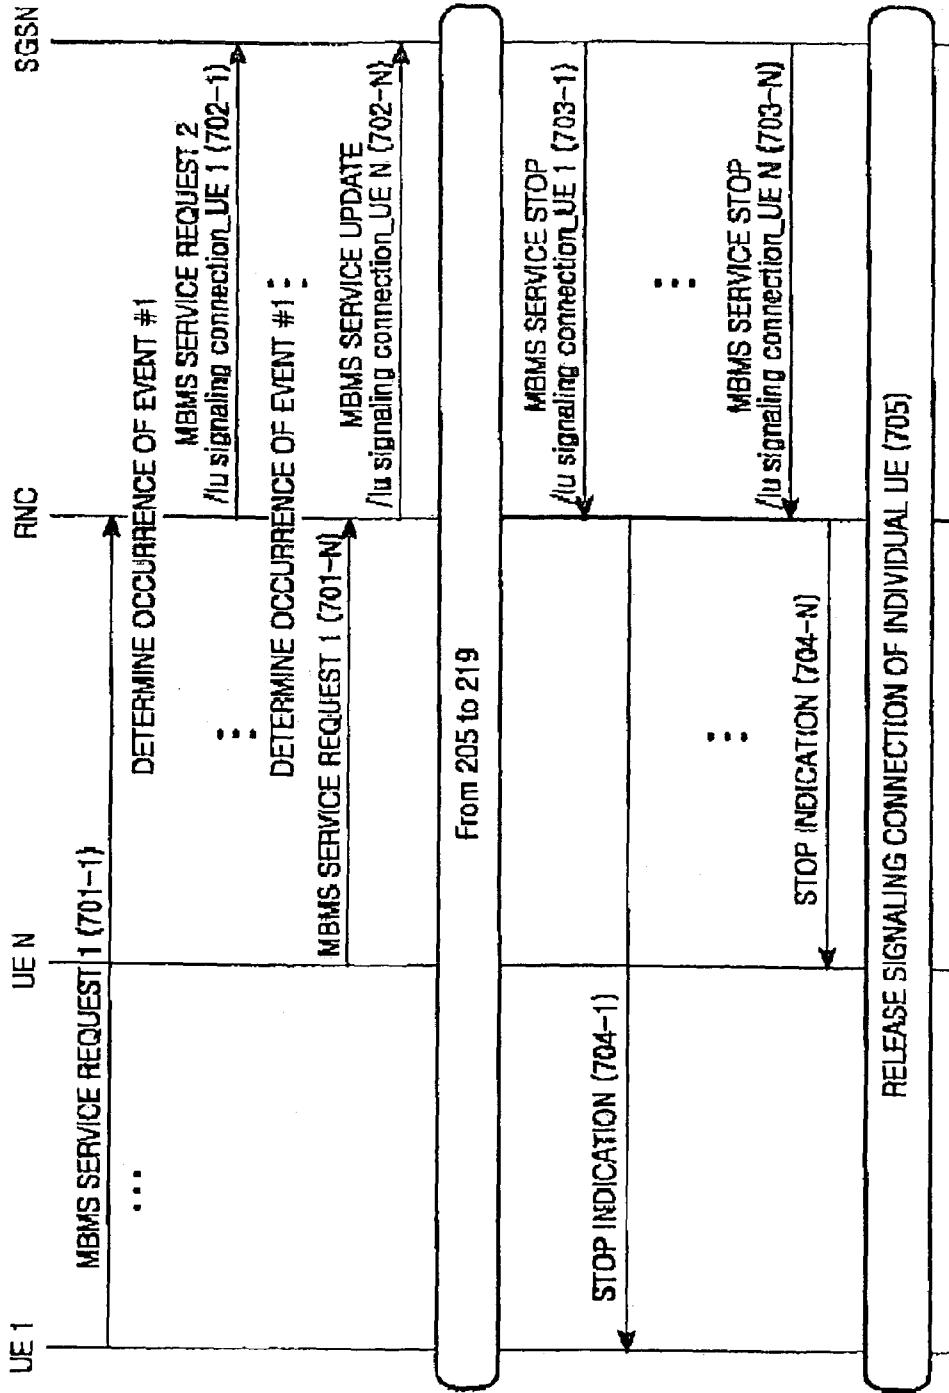 UE 1
UE N
RNC
SGSN
MBMS SERVICE REQUEST 1 (701-1)
DETERMINE OCCURRENCE OF EVENT #1
MBMS SERVICE REQUEST 2
/Iu signaling connection_UE 1 (702-1)
...
...
DETERMINE OCCURRENCE OF EVENT #1
...
MBMS SERVICE REQUEST 1 (701-N)
MBMS SERVICE UPDATE
/Iu signaling connection_UE N (702-N)
From 205 to 219
MBMS SERVICE STOP
/Iu signaling connection_UE 1 (703-1)
STOP INDICATION (704-1)
...
...
MBMS SERVICE STOP
/Iu signaling connection_UE N (703-N)
STOP INDICATION (704-N)
RELEASE SIGNALING CONNECTION OF INDIVIDUAL UE (705)